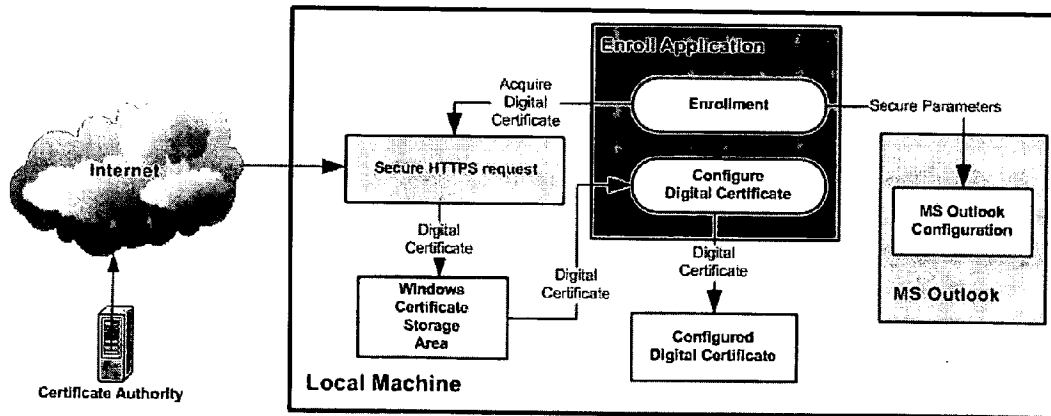 Enroll Application
Acquire
Digital
Certificate
Enrollment
Secure Parameters
Internet
Secure HTTPS request
Configure
Digital Certificate
MS Outlook
Configuration
Digital
Certificate
Digital
Certificate
Digital
Certificate
Windows
Certificate
Storage
Area
MS Outlook
Configured
Digital Certificate
Local Machine
Certificate Authority